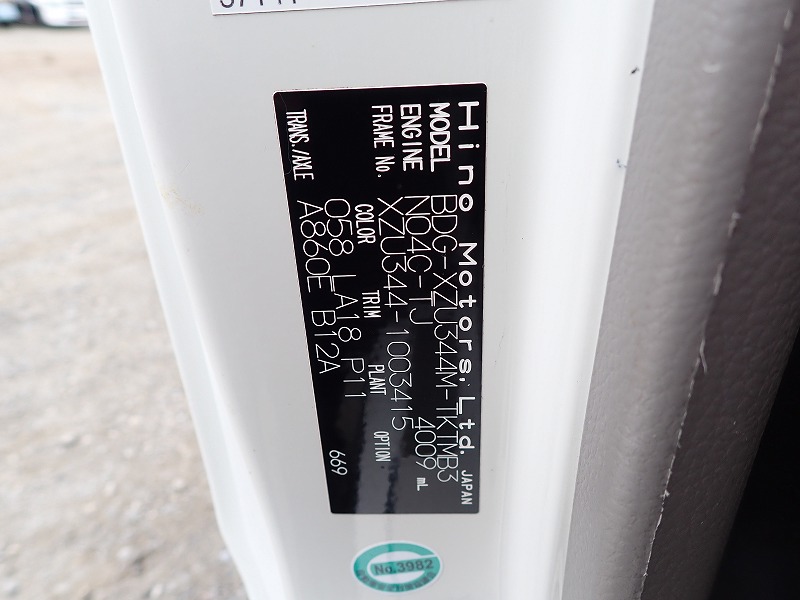 Hino Motors, Ltd. JAPAN
MODEL BDG-XZU344M-TKTMB3
ENGINE NO4C-TJ 4009 mL
FRAME No. XZU344-1003415
COLOR TRIM PLANT OPTION
058 LA18 P11
TRANS./AXLE A860E B12A 669
No.3982